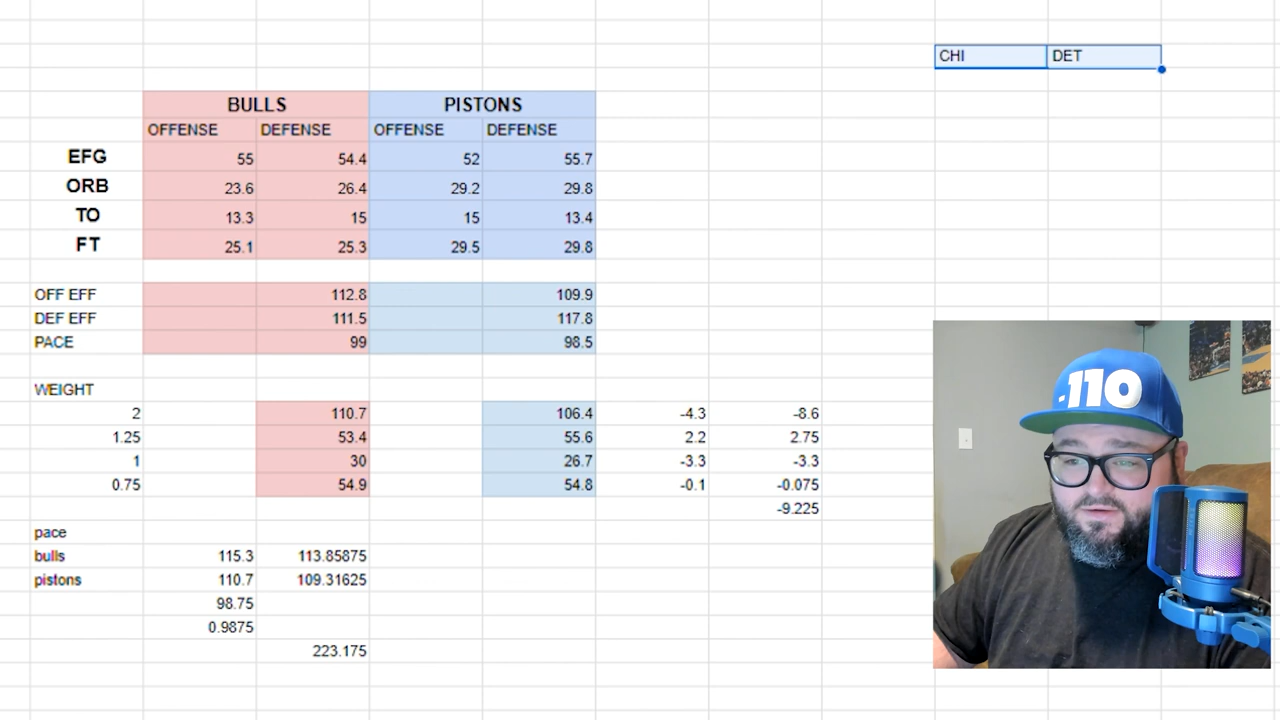 CHI DET
BULLS PISTONS
OFFENSE DEFENSE OFFENSE DEFENSE
EFG 55 54.4 52 55.7
ORB 23.6 26.4 29.2 29.8
TO 13.3 15 15 13.4
FT 25.1 25.3 29.5 29.8
OFF EFF 112.8 109.9
DEF EFF 111.5 117.8
PACE 99 98.5
WEIGHT
2 110.7 106.4 -4.3 -8.6
1.25 53.4 55.6 2.2 2.75
1 30 26.7 -3.3 -3.3
0.75 54.9 54.8 -0.1 -0.075
-9.225
pace
bulls 115.3 113.85875
pistons 110.7 109.31625
98.75
0.9875
223.175
-110